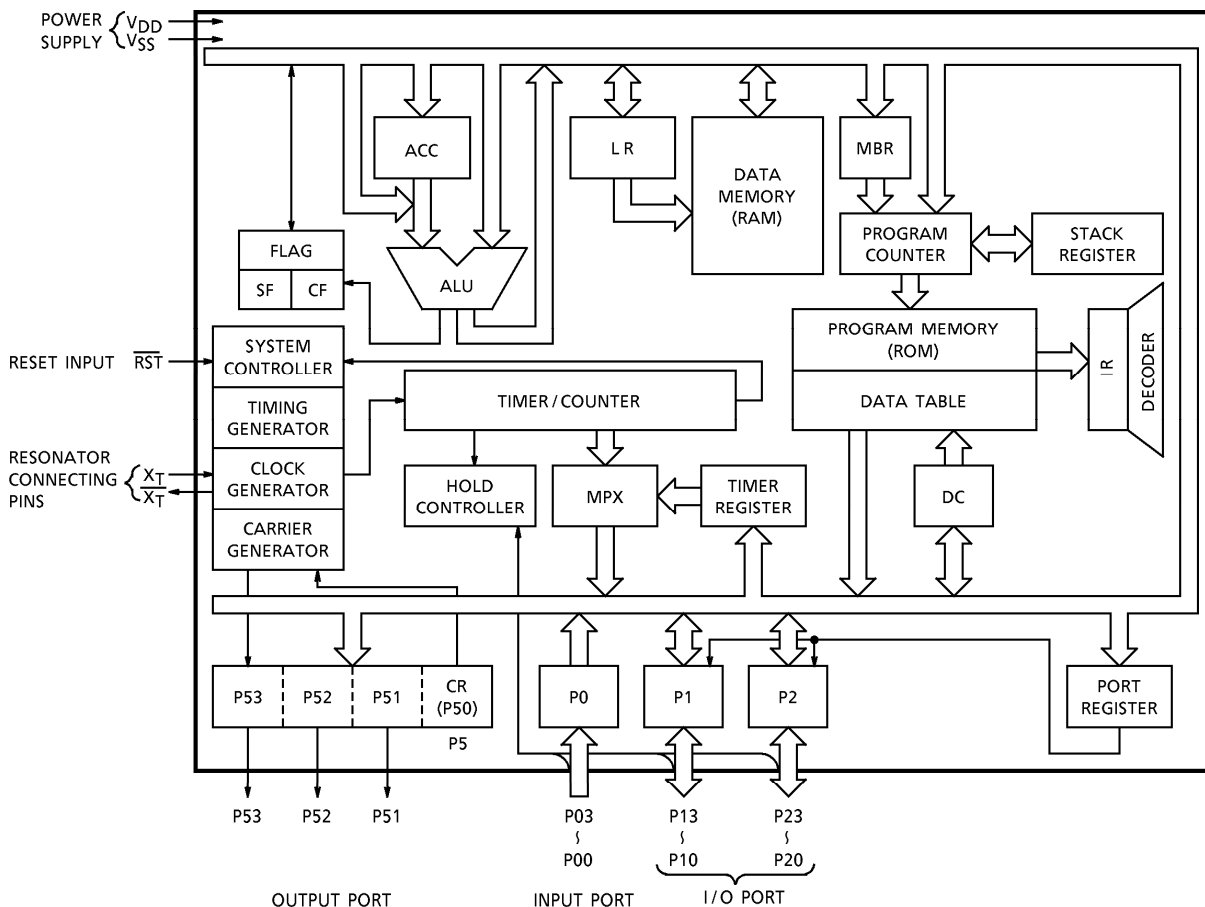 POWER SUPPLY
VDD
VSS
ACC
LR
DATA MEMORY (RAM)
MBR
FLAG
SF
CF
ALU
PROGRAM COUNTER
STACK REGISTER
RESET INPUT
RST
SYSTEM CONTROLLER
TIMING GENERATOR
CLOCK GENERATOR
CARRIER GENERATOR
TIMER/COUNTER
PROGRAM MEMORY (ROM)
DATA TABLE
IR
DECODER
RESONATOR CONNECTING PINS
XT
XT
HOLD CONTROLLER
MPX
TIMER REGISTER
DC
P53
P52
P51
CR (P50)
P5
P0
P1
P2
PORT REGISTER
P53
P52
P51
P03
~
P00
P13
~
P10
P23
~
P20
OUTPUT PORT
INPUT PORT
I/O PORT